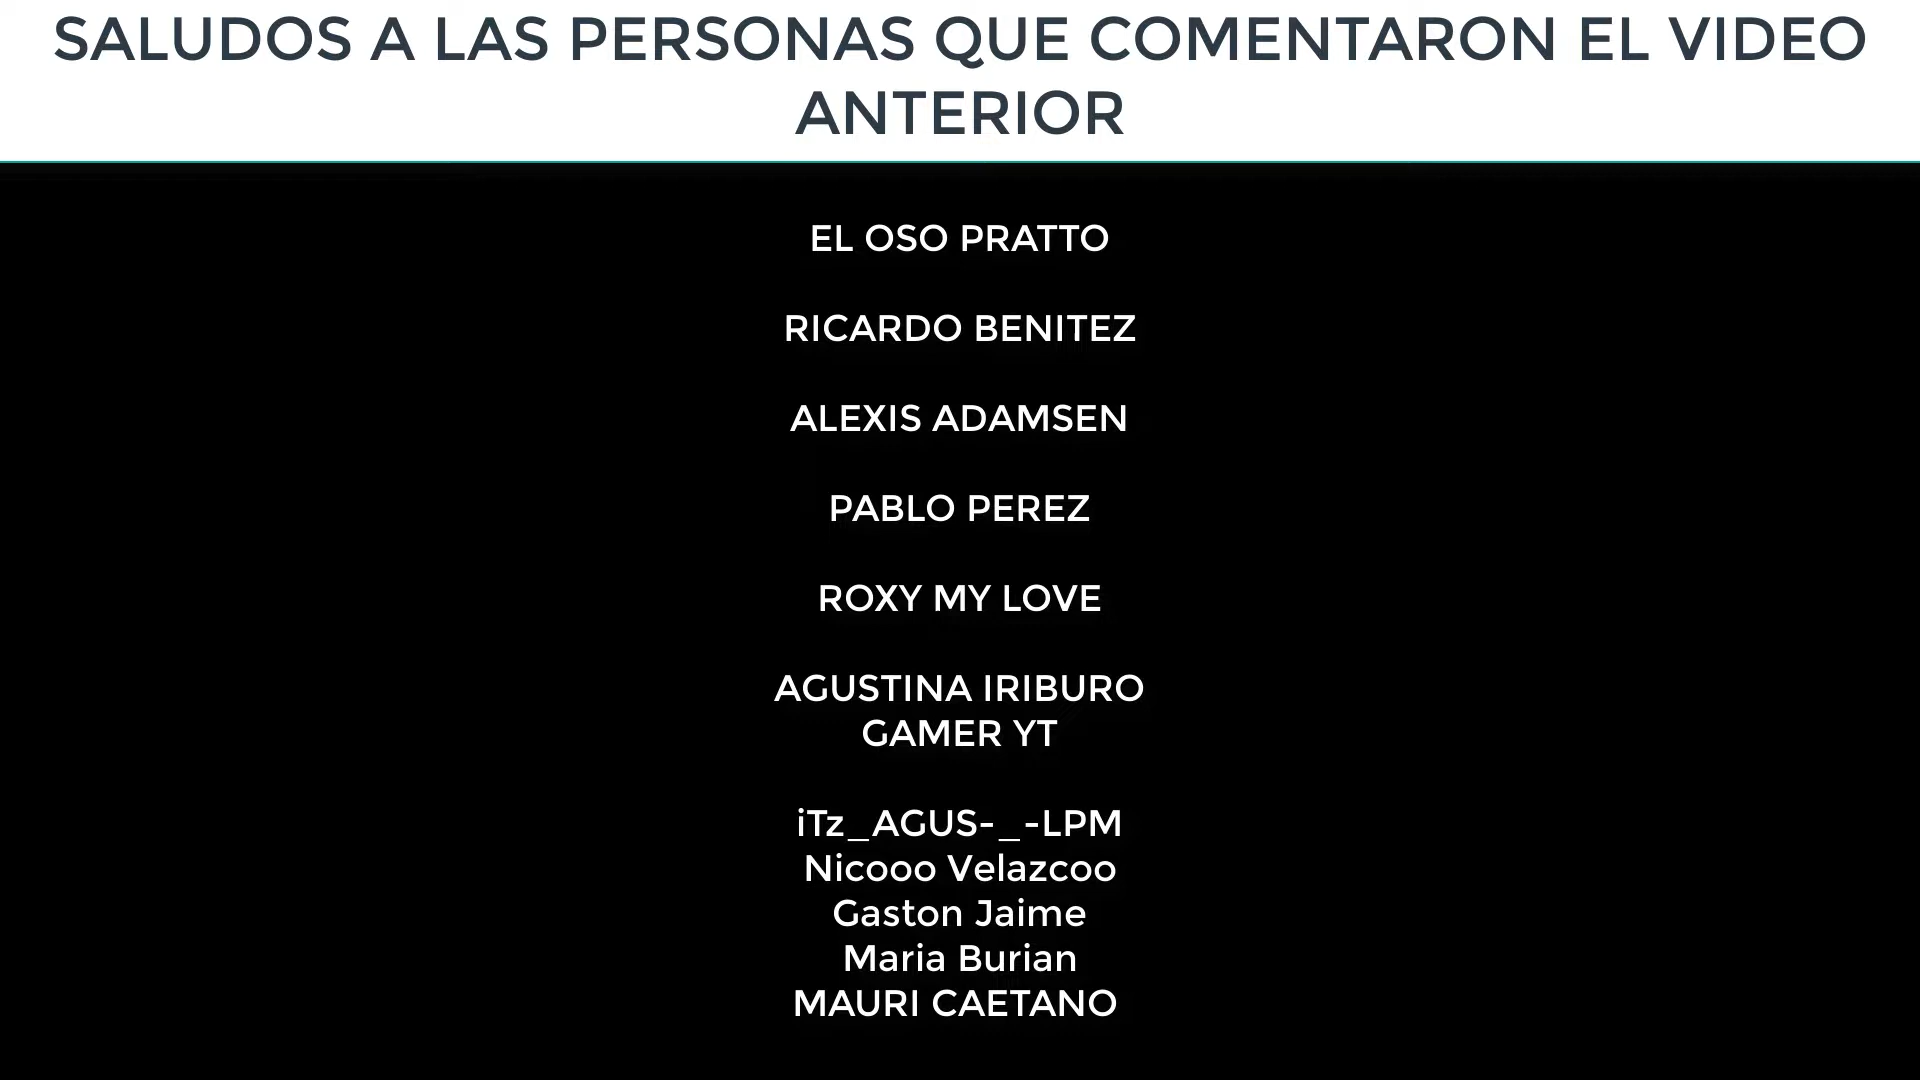 SALUDOS A LAS PERSONAS QUE COMENTARON EL VIDEO
ANTERIOR
EL OSO PRATTO
RICARDO BENITEZ
ALEXIS ADAMSEN
PABLO PEREZ
ROXY MY LOVE
AGUSTINA IRIBURO
GAMER YT
iTz_AGUS-_-LPM
Nicooo Velazcoo
Gaston Jaime
Maria Burian
MAURI CAETANO